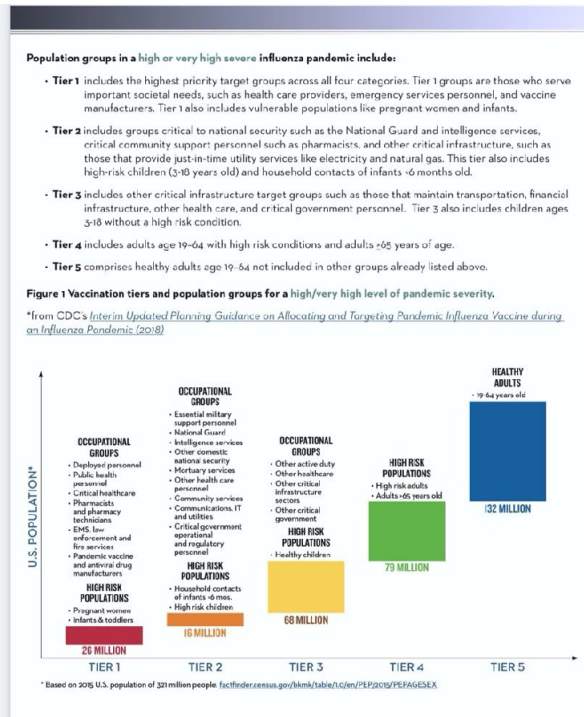 Population groups in a high or very high severe influenza pandemic include:
• Tier 1 includes the highest priority target groups across all four categories. Tier 1 groups are those who serve
important societal needs, such as health care providers, emergency services personnel, and vaccine
manufacturers. Tier 1 also includes vulnerable populations like pregnant women and infants.
• Tier 2 includes groups critical to national security such as the National Guard and intelligence services,
critical community support personnel such as pharmacists, and other critical infrastructure, such as
those that provide just-in-time utility services like electricity and natural gas. This tier also includes
high-risk children (3-18 years old) and household contacts of infants <6 months old.
• Tier 3 includes other critical infrastructure target groups such as those that maintain transportation, financial
infrastructure, other health care, and critical government personnel. Tier 3 also includes children ages
3-18 without a high risk condition.
• Tier 4 includes adults age 19-64 with high risk conditions and adults ≥65 years of age.
• Tier 5 comprises healthy adults age 19-64 not included in other groups already listed above.
Figure 1 Vaccination tiers and population groups for a high/very high level of pandemic severity.
*from CDC's Interim Updated Planning Guidance on Allocating and Targeting Pandemic Influenza Vaccine during
an Influenza Pandemic (2018)
U.S. POPULATION*
OCCUPATIONAL
GROUPS
• Deployed personnel
• Public health
personnel
• Critical healthcare
• Pharmacists
and pharmacy
technicians
• EMS, law
enforcement and
fire services
• Pandemic vaccine
and antiviral drug
manufacturers
HIGH RISK
POPULATIONS
• Pregnant women
• Infants & toddlers
26 MILLION
TIER 1
OCCUPATIONAL
GROUPS
• Essential military
support personnel
• National Guard
• Intelligence services
• Other domestic
national security
• Mortuary services
• Other health care
personnel
• Community services
• Communications, IT
and utilities
• Critical government
operational
and regulatory
personnel
HIGH RISK
POPULATIONS
• Household contacts
of infants <6 mos.
• High risk children
16 MILLION
TIER 2
OCCUPATIONAL
GROUPS
• Other active duty
• Other healthcare
• Other critical
infrastructure
sectors
• Other critical
government
HIGH RISK
POPULATIONS
• Healthy children
68 MILLION
TIER 3
HIGH RISK
POPULATIONS
• High risk adults
• Adults >65 years old
79 MILLION
TIER 4
HEALTHY
ADULTS
• 19-64 years old
132 MILLION
TIER 5
* Based on 2015 U.S. population of 321 million people. factfinder.census.gov/bkmk/table/1.0/en/PEP/2015/PEPAGESEX